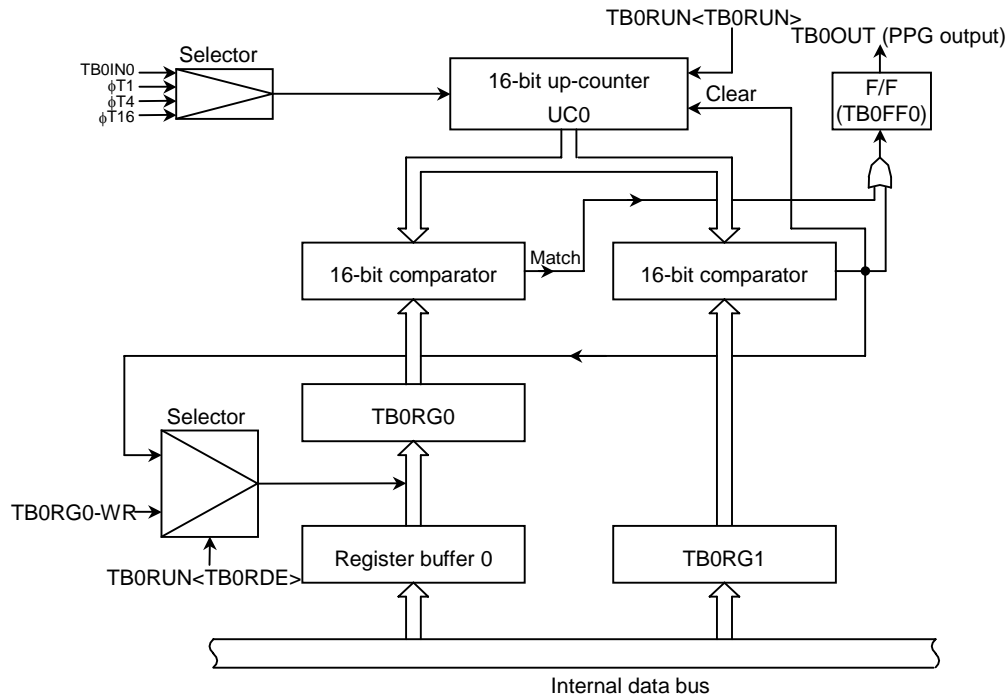 TB0RUN<TB0RUN>
TB0OUT (PPG output)
Selector
TB0IN0
φT1
φT4
φT16
16-bit up-counter
UC0
Clear
F/F
(TB0FF0)
16-bit comparator
Match
16-bit comparator
Selector
TB0RG0
TB0RG0-WR
TB0RUN<TB0RDE>
Register buffer 0
TB0RG1
Internal data bus